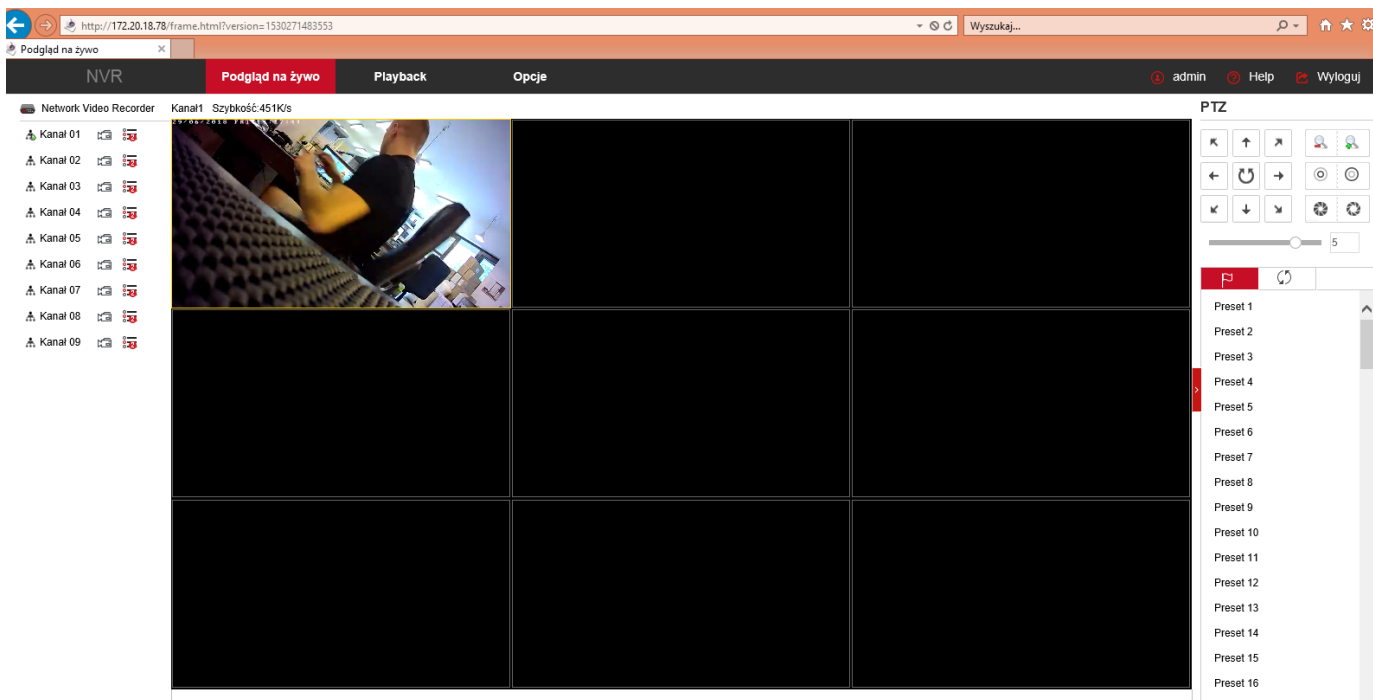 http://172.20.18.78/frame.html?version=1530271483553
Wyszukaj...
Podgląd na żywo
NVR
Podgląd na żywo
Playback
Opcje
admin
Help
Wyloguj
Network Video Recorder
Kanał1 Szybkość:451K/s
PTZ
Kanał 01
Kanał 02
Kanał 03
Kanał 04
Kanał 05
Kanał 06
Kanał 07
Kanał 08
Kanał 09
5
Preset 1
Preset 2
Preset 3
Preset 4
Preset 5
Preset 6
Preset 7
Preset 8
Preset 9
Preset 10
Preset 11
Preset 12
Preset 13
Preset 14
Preset 15
Preset 16